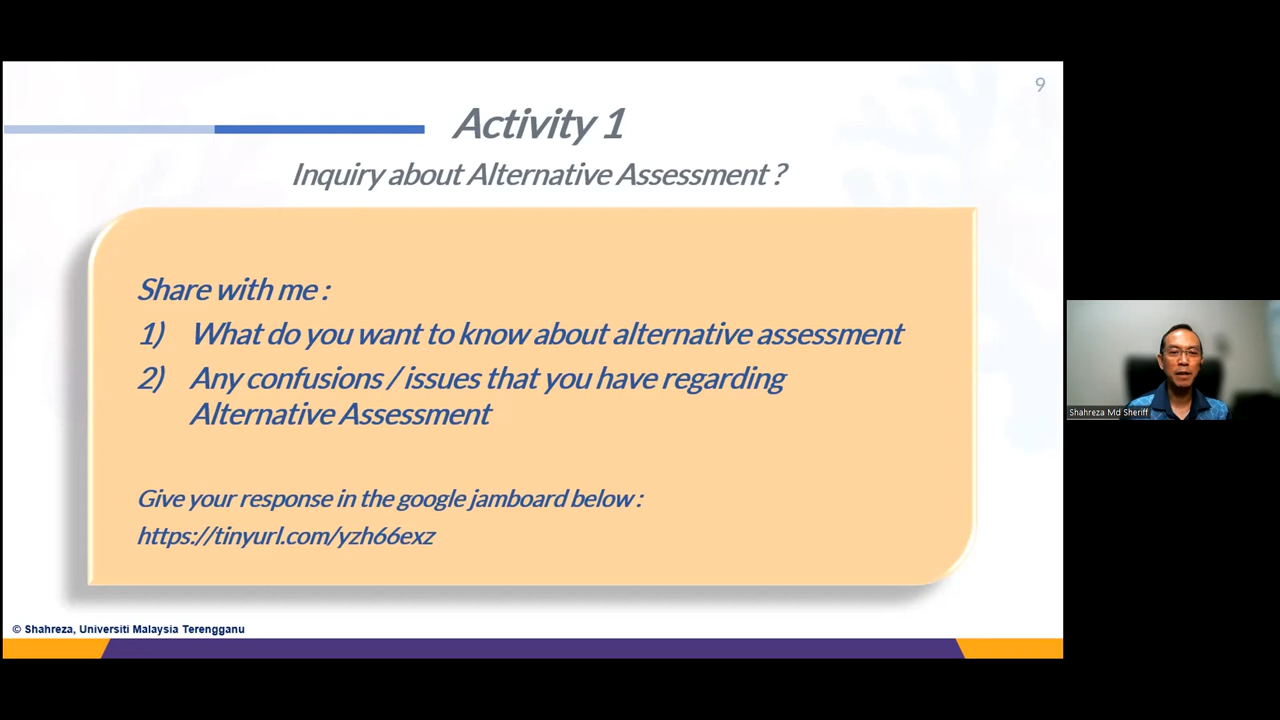 9
Activity 1
Inquiry about Alternative Assessment ?
Share with me :
1) What do you want to know about alternative assessment
2) Any confusions / issues that you have regarding
Alternative Assessment
Give your response in the google jamboard below :
https://tinyurl.com/yzh66exz
Shahreza Md Sheriff
© Shahreza, Universiti Malaysia Terengganu